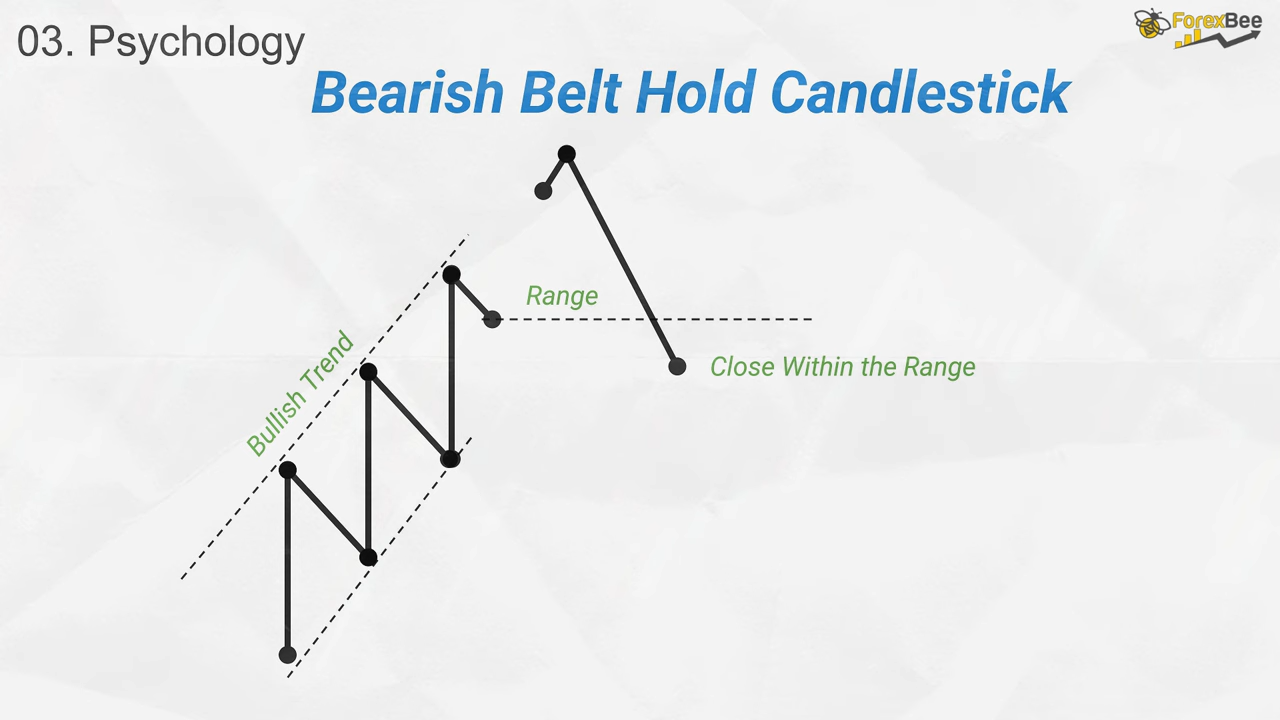 03. Psychology
ForexBee
Bearish Belt Hold Candlestick
Range
Bullish Trend
Close Within the Range